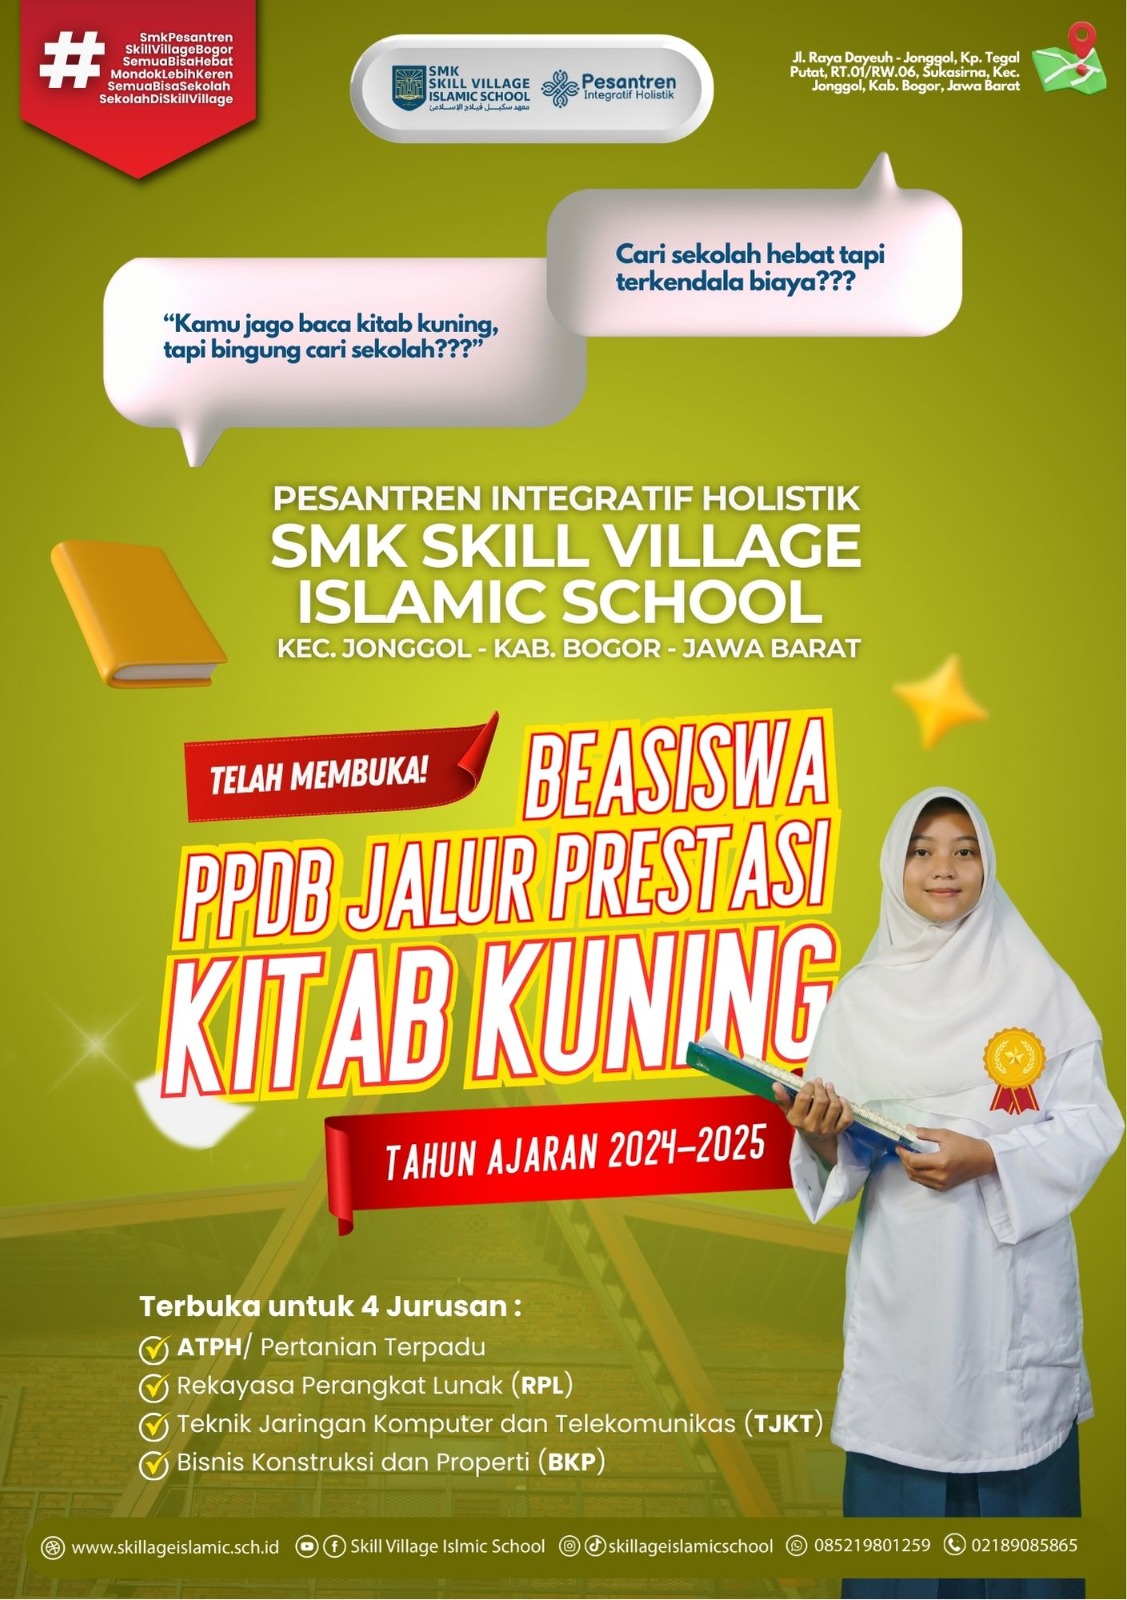 #
SmkPesantren
SkillVillageBogor
SemuaBisaHebat
MondokLebihKeren
SemuaBisaSekolah
SekolahDiSkillVillage
SMK
SKILL VILLAGE
ISLAMIC SCHOOL
معهد سكيل فيلاج الإسلامي
Pesantren
Integratif Holistik
Jl. Raya Dayeuh - Jonggol, Kp. Tegal
Putat, RT.01/RW.06, Sukasirna, Kec.
Jonggol, Kab. Bogor, Jawa Barat
Cari sekolah hebat tapi
terkendala biaya???
“Kamu jago baca kitab kuning,
tapi bingung cari sekolah???”
PESANTREN INTEGRATIF HOLISTIK
SMK SKILL VILLAGE
ISLAMIC SCHOOL
KEC. JONGGOL - KAB. BOGOR - JAWA BARAT
TELAH MEMBUKA!
BEASISWA
PPDB JALUR PRESTASI
KITAB KUNING
TAHUN AJARAN 2024–2025
Terbuka untuk 4 Jurusan :
ATPH/ Pertanian Terpadu
Rekayasa Perangkat Lunak (RPL)
Teknik Jaringan Komputer dan Telekomunikas (TJKT)
Bisnis Konstruksi dan Properti (BKP)
www.skillageislamic.sch.id Skill Village Islmic School skillageislamicschool 085219801259 02189085865